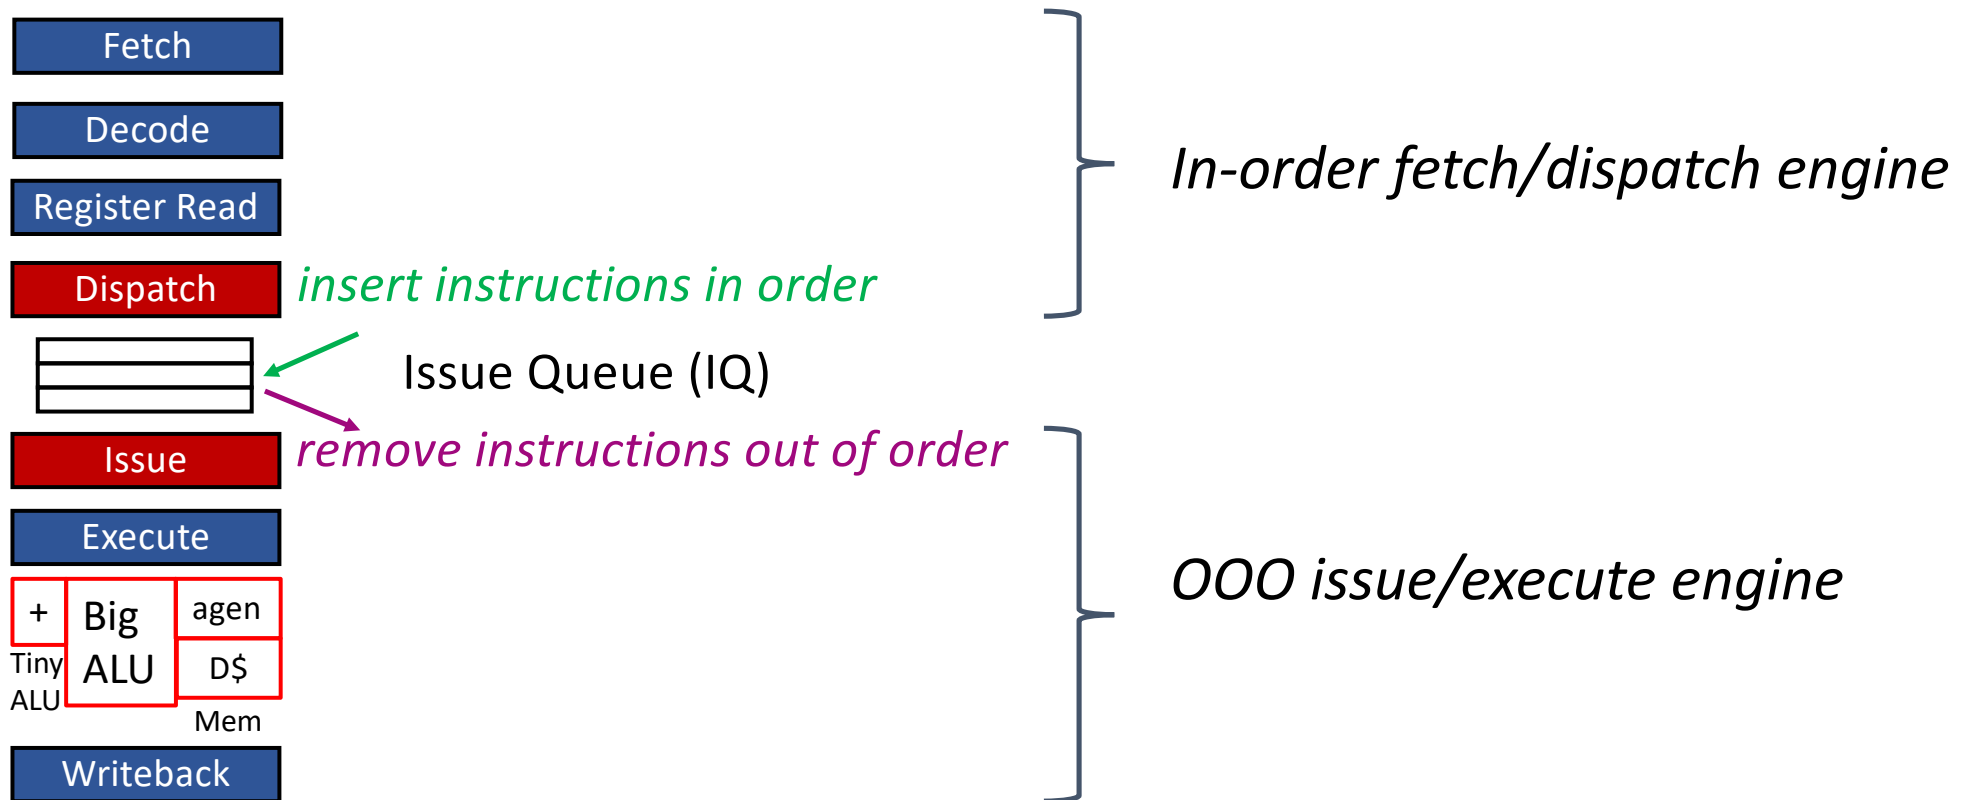 Fetch
Decode
Register Read
In-order fetch/dispatch engine
Dispatch
insert instructions in order
Issue Queue (IQ)
Issue
remove instructions out of order
Execute
OOO issue/execute engine
+
Big
ALU
agen
D$
Tiny
ALU
Mem
Writeback